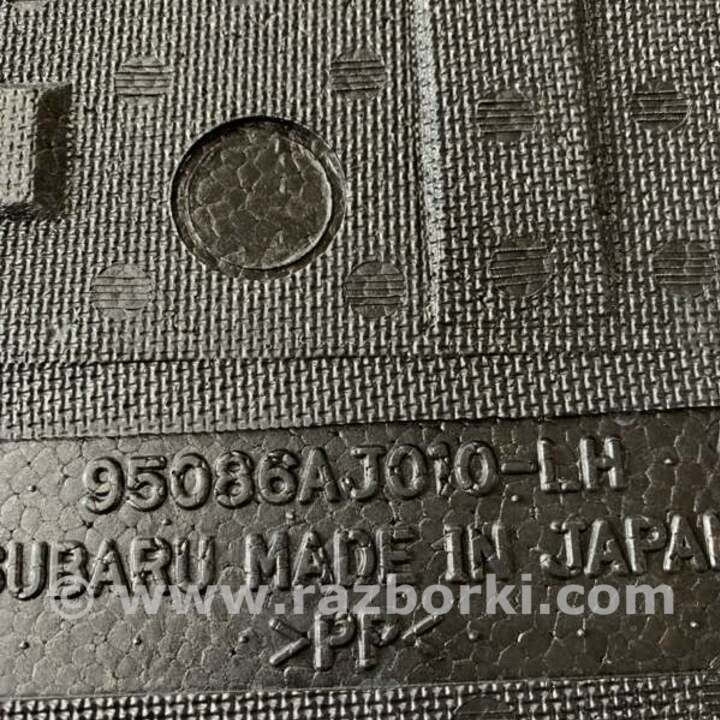 95086AJ010-LH
SUBARU MADE IN JAPAN
© www.razborki.com
>PP<